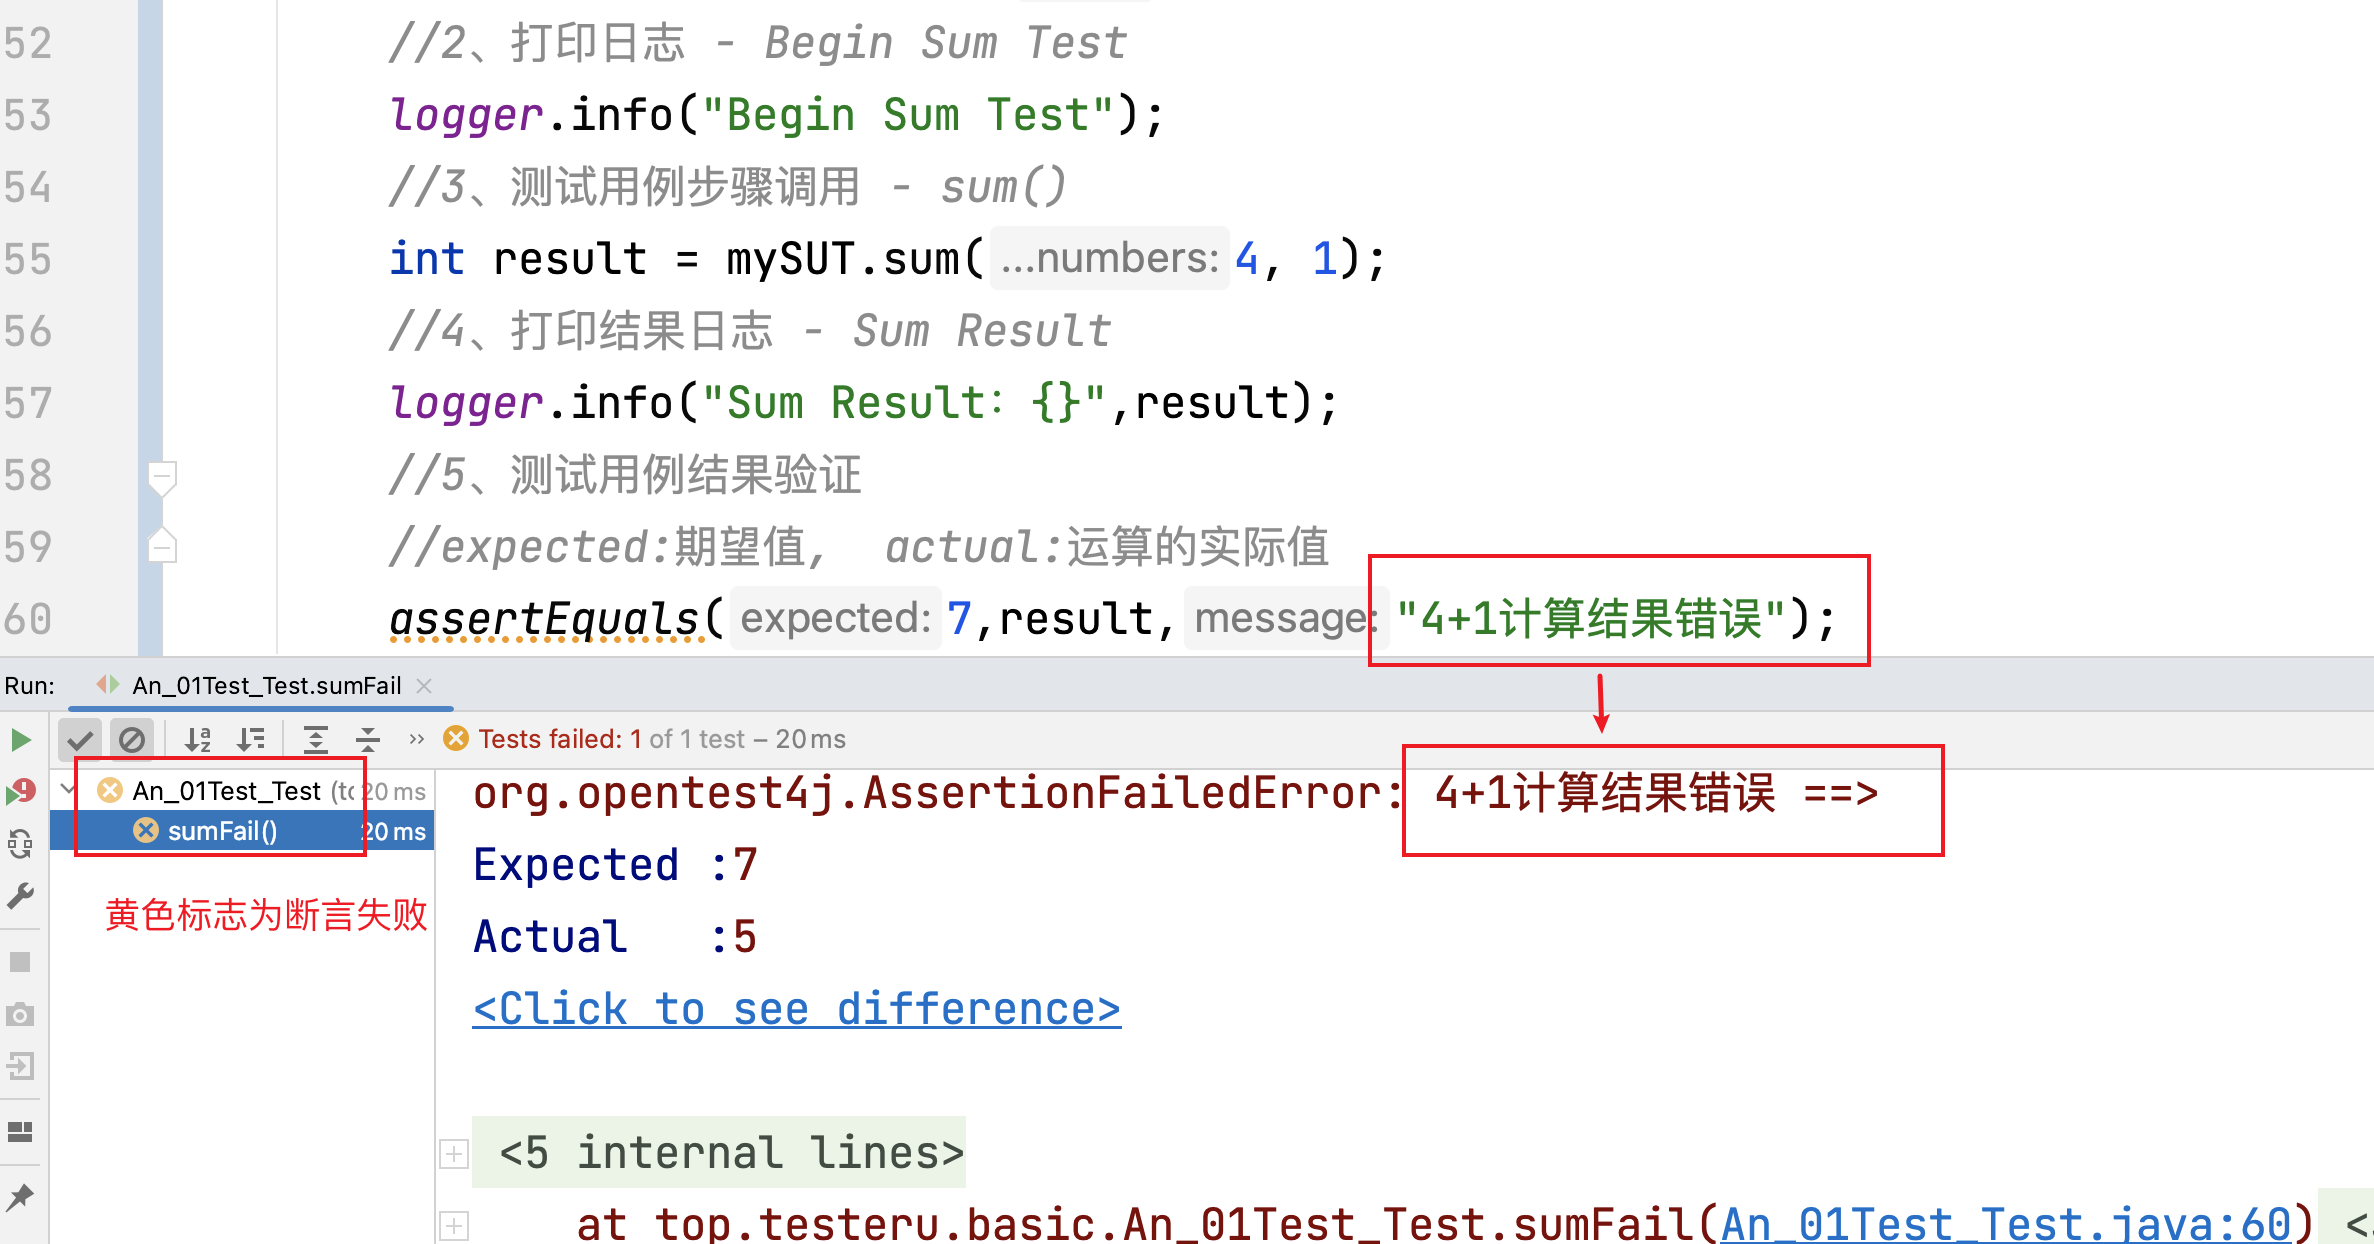 52 //2、打印日志 - Begin Sum Test
53 logger.info("Begin Sum Test");
54 //3、测试用例步骤调用 - sum()
55 int result = mySUT.sum( ...numbers: 4, 1);
56 //4、打印结果日志 - Sum Result
57 logger.info("Sum Result: {}",result);
58 //5、测试用例结果验证
59 //expected:期望值, actual:运算的实际值
60 assertEquals( expected: 7,result, message: "4+1计算结果错误");
Run: An_01Test_Test.sumFail
Tests failed: 1 of 1 test – 20 ms
An_01Test_Test (to 20 ms
sumFail() 20 ms
黄色标志为断言失败
org.opentest4j.AssertionFailedError: 4+1计算结果错误 ==>
Expected :7
Actual :5
<Click to see difference>
<5 internal lines>
at top.testeru.basic.An_01Test_Test.sumFail(An_01Test_Test.java:60) <